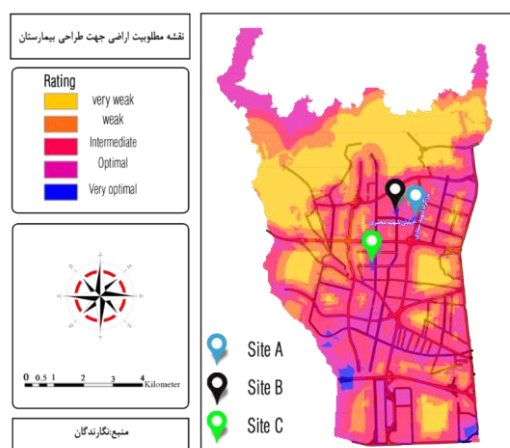 نقشه مطلوبیت اراضی جهت طراحی بیمارستان
Rating
very weak
weak
Intermediate
Optimal
Very optimal
0 0.5 1 2 3 4
Kilometer
منبع:نگارندگان
Site A
Site B
Site C